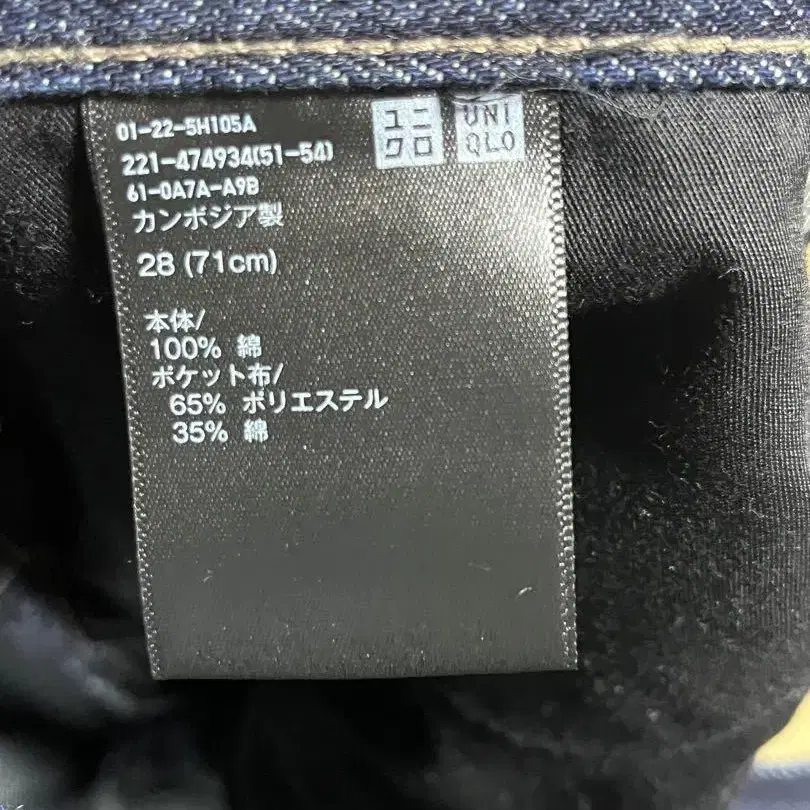 01-22-5H105A
221-474934(51-54)
61-0A7A-A9B
カンボジア製
28 (71cm)
本体/
100% 綿
ポケット布/
65% ポリエステル
35% 綿
ユニ
クロ
UNI
QLO